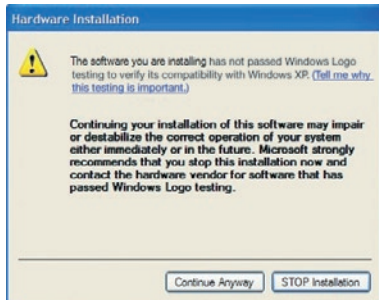 Hardware Installation
The software you are installing has not passed Windows Logo
testing to verify its compatibility with Windows XP. (Tell me why
this testing is important.)
Continuing your installation of this software may impair
or destabilize the correct operation of your system
either immediately or in the future. Microsoft strongly
recommends that you stop this installation now and
contact the hardware vendor for software that has
passed Windows Logo testing.
Continue Anyway
STOP Installation